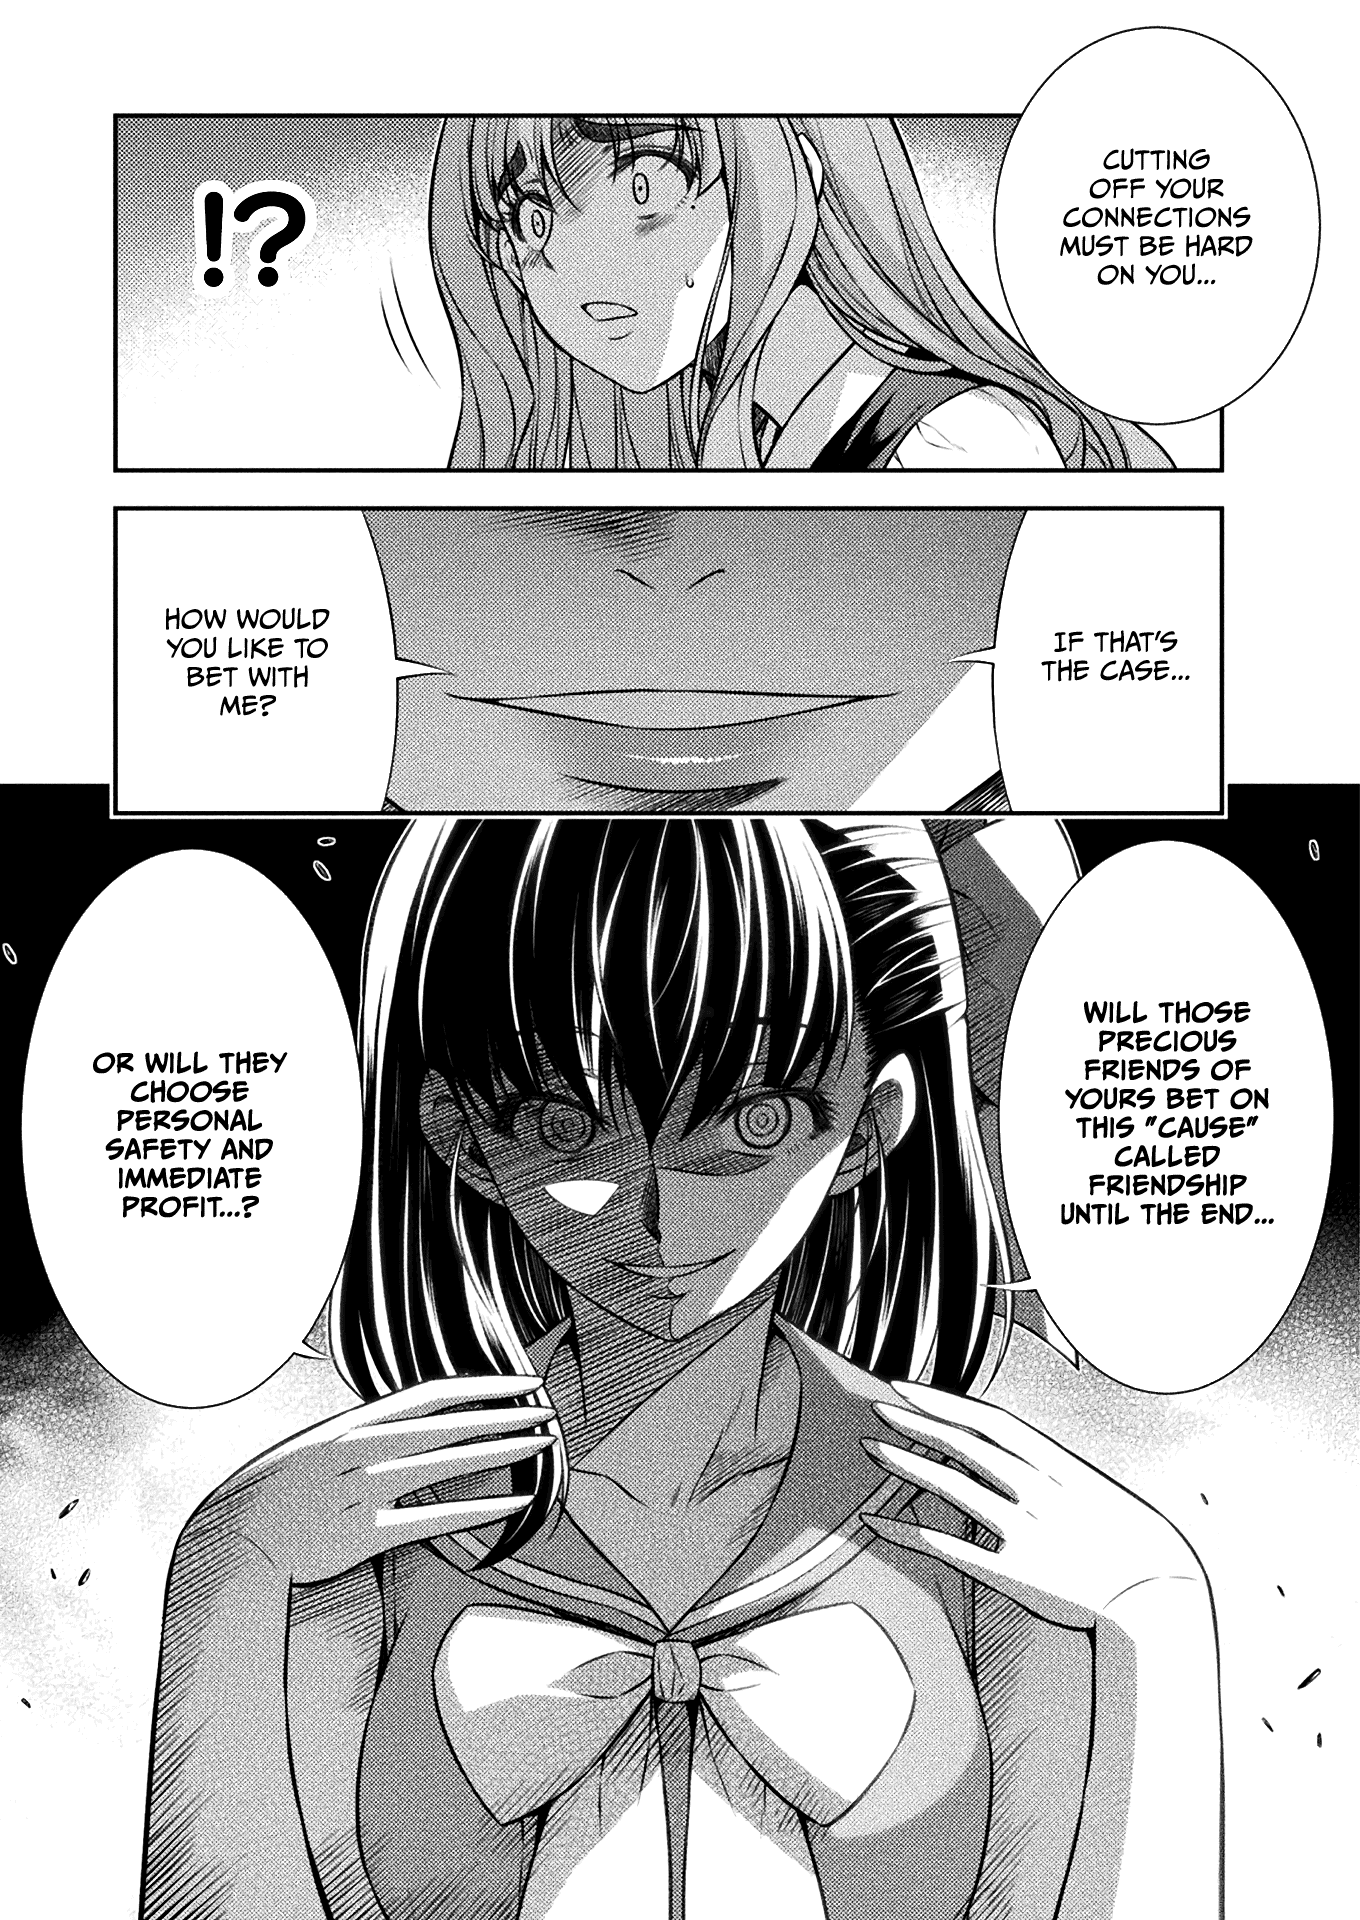 CUTTING
OFF YOUR
CONNECTIONS
MUST BE HARD
ON YOU...
!?
IF THAT'S
THE CASE...
HOW WOULD
YOU LIKE TO
BET WITH
ME?
WILL THOSE
PRECIOUS
FRIENDS OF
YOURS BET ON
THIS "CAUSE"
CALLED
FRIENDSHIP
UNTIL THE END...
OR WILL THEY
CHOOSE
PERSONAL
SAFETY AND
IMMEDIATE
PROFIT...?